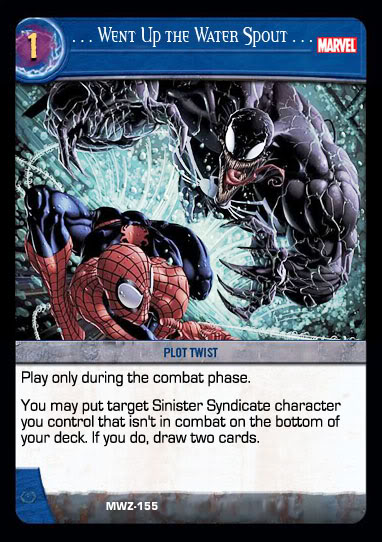 1
. . . Went Up the Water Spout . . .
MARVEL
PLOT TWIST
Play only during the combat phase.
You may put target Sinister Syndicate character
you control that isn't in combat on the bottom of
your deck. If you do, draw two cards.
MWZ-155